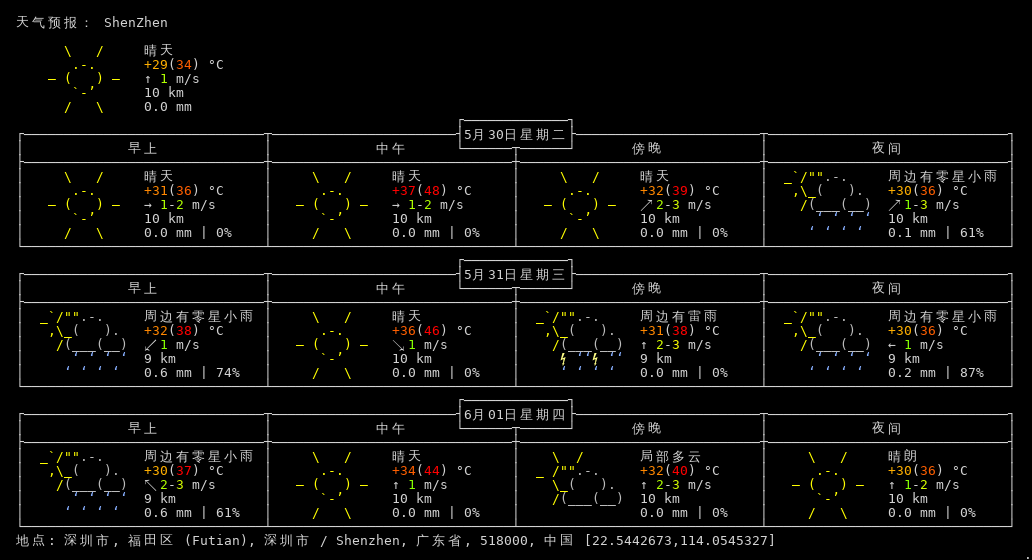 天气预报： ShenZhen
晴天
+29(34) °C
↑ 1 m/s
10 km
0.0 mm
5月30日星期二
早上 中午 傍晚 夜间
晴天 晴天 晴天 周边有零星小雨
+31(36) °C +37(48) °C +32(39) °C +30(36) °C
→ 1-2 m/s → 1-2 m/s ↗ 2-3 m/s ↗ 1-3 m/s
10 km 10 km 10 km 10 km
0.0 mm | 0% 0.0 mm | 0% 0.0 mm | 0% 0.1 mm | 61%
5月31日星期三
早上 中午 傍晚 夜间
周边有零星小雨 晴天 周边有雷雨 周边有零星小雨
+32(38) °C +36(46) °C +31(38) °C +30(36) °C
↙ 1 m/s ↘ 1 m/s ↑ 2-3 m/s ← 1 m/s
9 km 10 km 9 km 9 km
0.6 mm | 74% 0.0 mm | 0% 0.0 mm | 0% 0.2 mm | 87%
6月01日星期四
早上 中午 傍晚 夜间
周边有零星小雨 晴天 局部多云 晴朗
+30(37) °C +34(44) °C +32(40) °C +30(36) °C
↖ 2-3 m/s ↑ 1 m/s ↑ 2-3 m/s ↑ 1-2 m/s
9 km 10 km 10 km 10 km
0.6 mm | 61% 0.0 mm | 0% 0.0 mm | 0% 0.0 mm | 0%
地点: 深圳市, 福田区 (Futian), 深圳市 / Shenzhen, 广东省, 518000, 中国 [22.5442673,114.0545327]